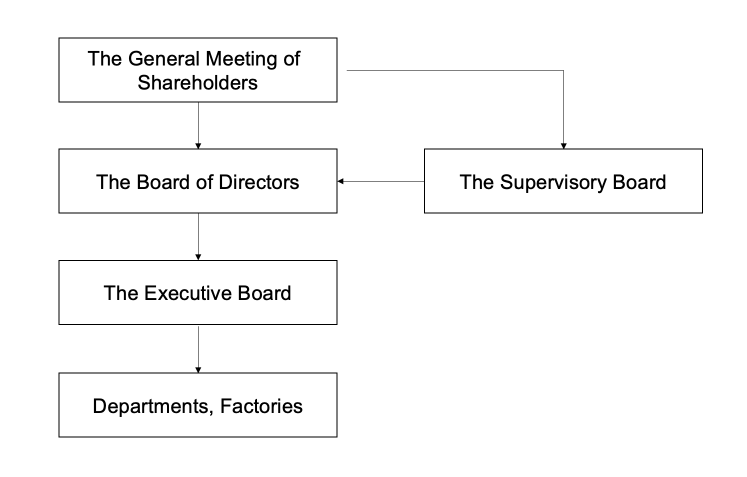 The General Meeting of
Shareholders
The Board of Directors
The Supervisory Board
The Executive Board
Departments, Factories